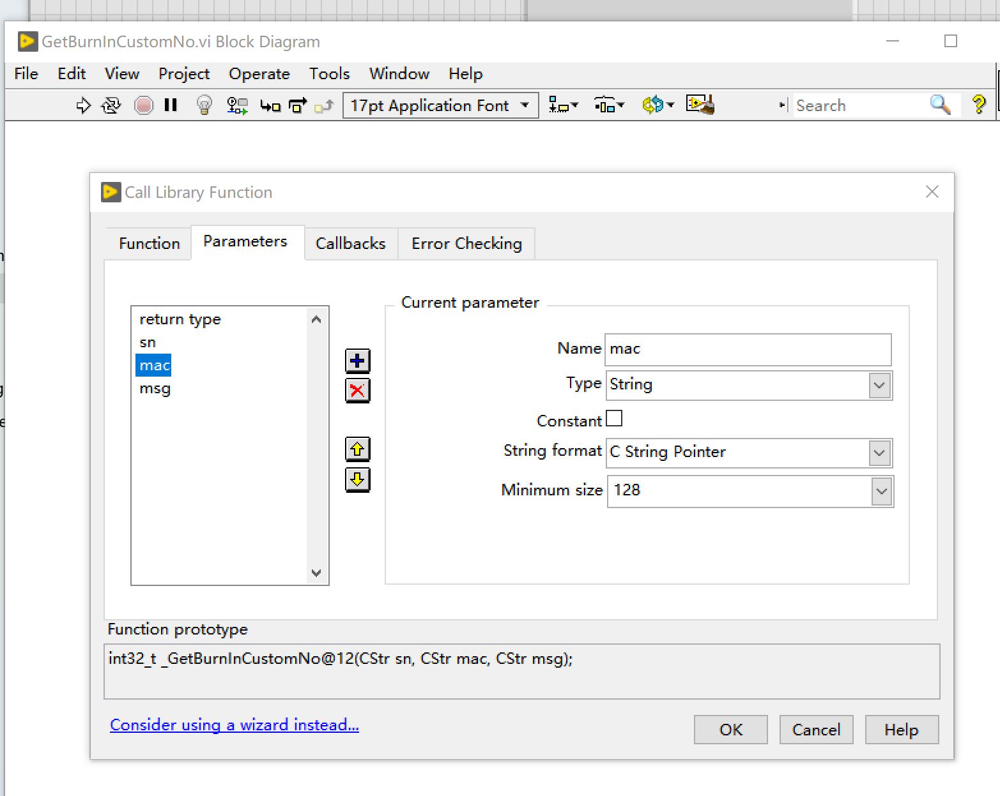 GetBurnInCustomNo.vi Block Diagram
File Edit View Project Operate Tools Window Help
17pt Application Font
Search
Call Library Function
Function Parameters Callbacks Error Checking
return type
sn
mac
msg
Current parameter
Name mac
Type String
Constant
String format C String Pointer
Minimum size 128
Function prototype
int32_t _GetBurnInCustomNo@12(CStr sn, CStr mac, CStr msg);
Consider using a wizard instead...
OK Cancel Help